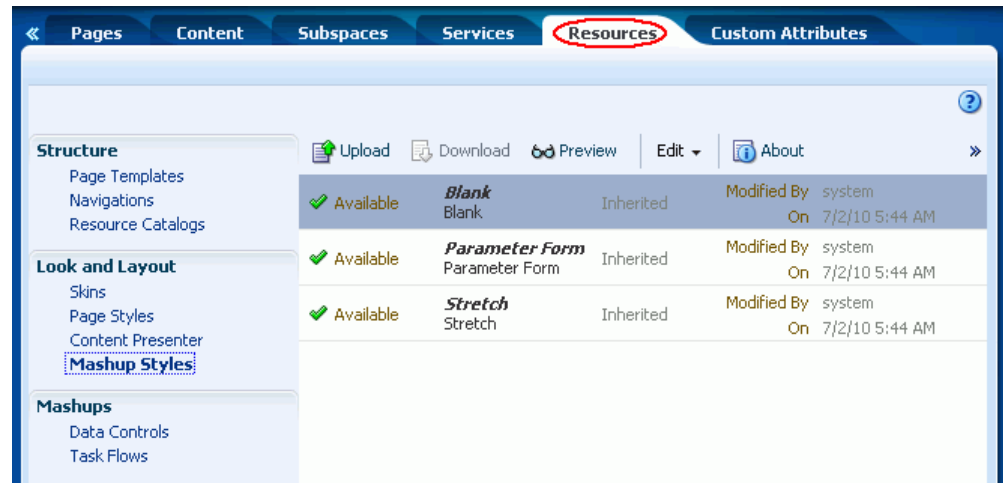 « Pages Content Subspaces Services Resources Custom Attributes
?
Structure
Page Templates
Navigations
Resource Catalogs
Look and Layout
Skins
Page Styles
Content Presenter
Mashup Styles
Mashups
Data Controls
Task Flows
Upload Download Preview Edit About »
Available Blank Inherited Modified By system
Blank On 7/2/10 5:44 AM
Available Parameter Form Inherited Modified By system
Parameter Form On 7/2/10 5:44 AM
Available Stretch Inherited Modified By system
Stretch On 7/2/10 5:44 AM